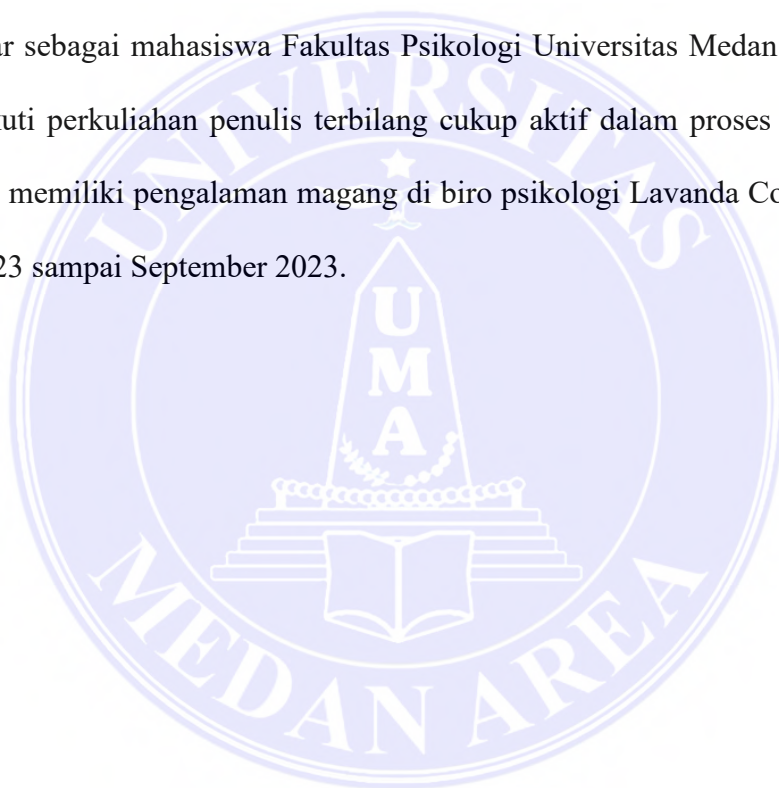 ar sebagai mahasiswa Fakultas Psikologi Universitas Medan
uti perkuliahan penulis terbilang cukup aktif dalam proses
memiliki pengalaman magang di biro psikologi Lavanda Co
23 sampai September 2023.
UNIVERSITAS
UMA
MEDAN AREA